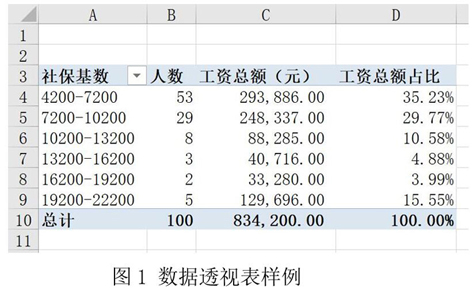 A B C D
1
2
3 社保基数 人数 工资总额（元） 工资总额占比
4 4200-7200 53 293,886.00 35.23%
5 7200-10200 29 248,337.00 29.77%
6 10200-13200 8 88,285.00 10.58%
7 13200-16200 3 40,716.00 4.88%
8 16200-19200 2 33,280.00 3.99%
9 19200-22200 5 129,696.00 15.55%
10 总计 100 834,200.00 100.00%
11
图1 数据透视表样例